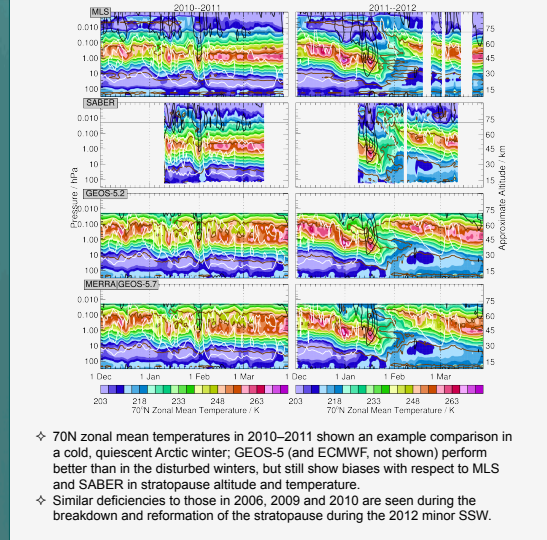 MLS
2010--2011
2011--2012
0.010
0.100
1.00
10
100
75
60
45
30
15
SABER
0.010
0.100
1.00
10
100
75
60
45
30
15
Pressure / hPa
Approximate Altitude / km
GEOS-5.2
0.010
0.100
1.00
10
100
75
60
45
30
15
MERRA|GEOS-5.7
0.010
0.100
1.00
10
100
75
60
45
30
15
1 Dec 1 Jan 1 Feb 1 Mar 1 Dec 1 Jan 1 Feb 1 Mar
203 218 233 248 263 203 218 233 248 263
70°N Zonal Mean Temperature / K 70°N Zonal Mean Temperature / K
✧ 70N zonal mean temperatures in 2010–2011 shown an example comparison in
a cold, quiescent Arctic winter; GEOS-5 (and ECMWF, not shown) perform
better than in the disturbed winters, but still show biases with respect to MLS
and SABER in stratopause altitude and temperature.
✧ Similar deficiencies to those in 2006, 2009 and 2010 are seen during the
breakdown and reformation of the stratopause during the 2012 minor SSW.